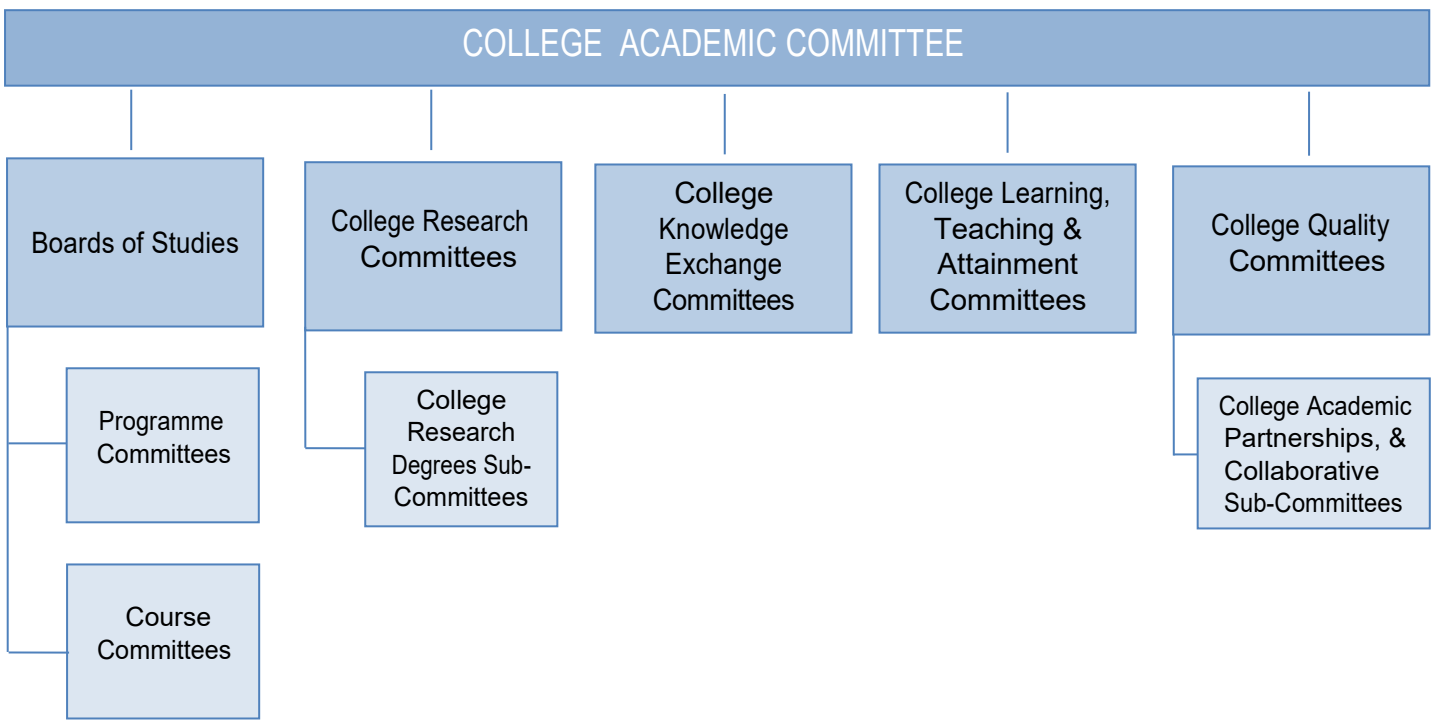 COLLEGE ACADEMIC COMMITTEE
Boards of Studies
College Research
Committees
College
Knowledge
Exchange
Committees
College Learning,
Teaching &
Attainment
Committees
College Quality
Committees
Programme
Committees
College
Research
Degrees Sub-
Committees
College Academic
Partnerships, &
Collaborative
Sub-Committees
Course
Committees